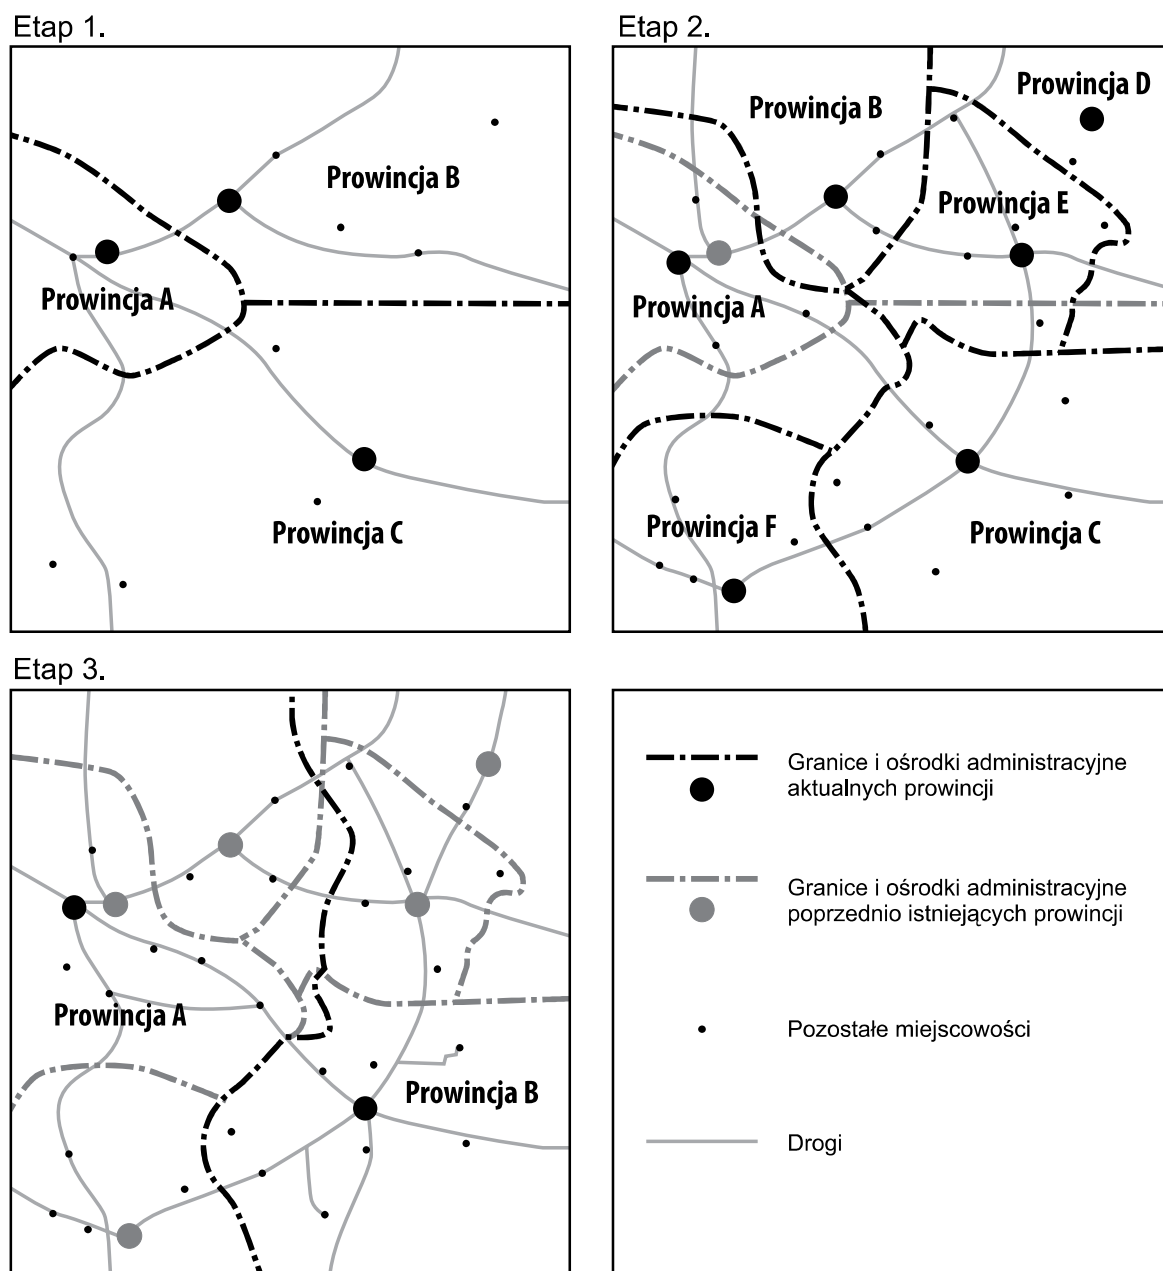 Etap 1.
Prowincja B
Prowincja A
Prowincja C
Etap 2.
Prowincja D
Prowincja B
Prowincja E
Prowincja A
Prowincja F
Prowincja C
Etap 3.
Prowincja A
Prowincja B
Granice i ośrodki administracyjne
aktualnych prowincji
Granice i ośrodki administracyjne
poprzednio istniejących prowincji
Pozostałe miejscowości
Drogi